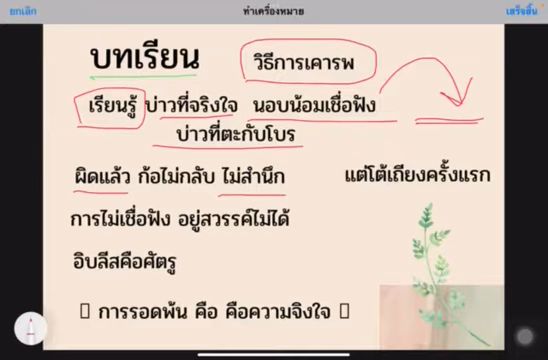 ยกเลิก ทำเครื่องหมาย เสร็จสิ้น
บทเรียน วิธีการเคารพ
เรียนรู้ บ่าวที่จริงใจ นอบน้อมเชื่อฟัง
บ่าวที่ตะกับโบร
ผิดแล้ว ก้อไม่กลับ ไม่สำนึก แต่โต้เถียงครั้งแรก
การไม่เชื่อฟัง อยู่สวรรค์ไม่ได้
อิบลีสคือศัตรู
การรอดพ้น คือ คือความจิงใจ